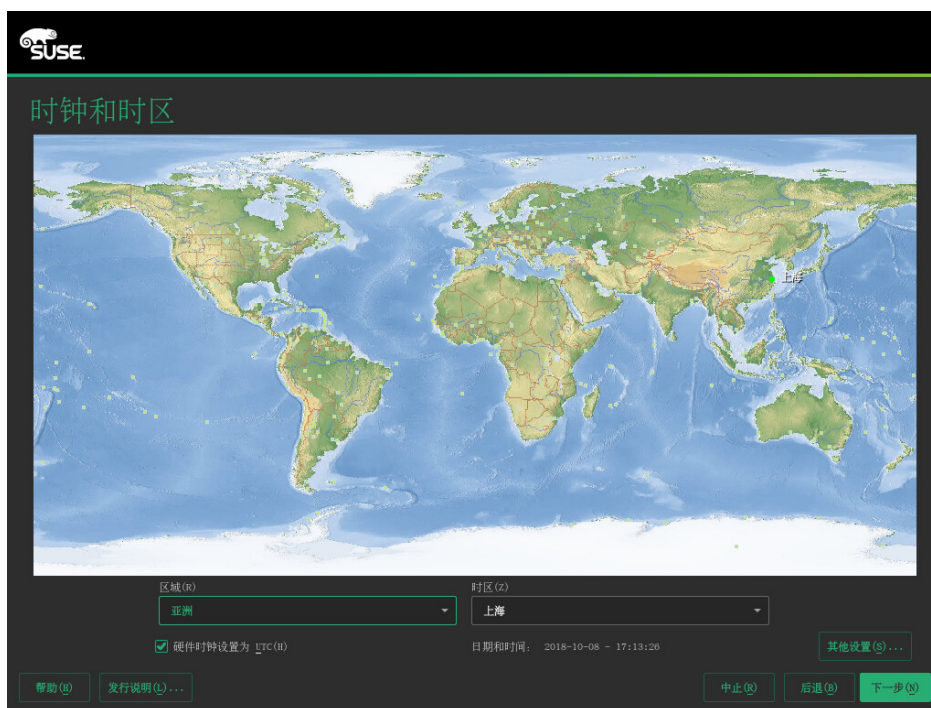 SUSE.
时钟和时区
上海
区域(R)
时区(Z)
亚洲
上海
硬件时钟设置为 UTC(H)
日期和时间: 2018-10-08 - 17:13:26
其他设置(S)...
帮助(H)
发行说明(L)...
中止(R)
后退(B)
下一步(N)